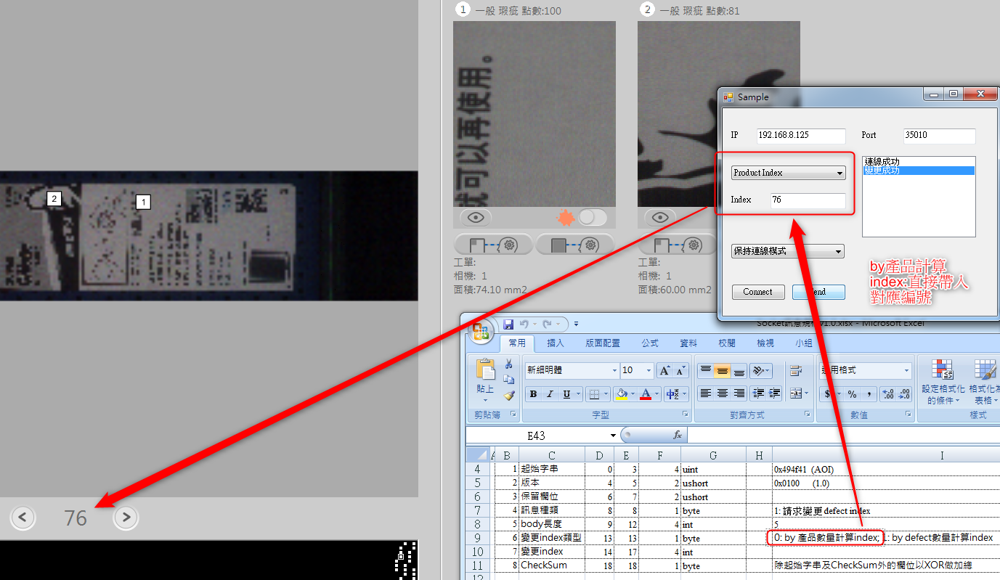 1 一般 瑕疵 點數:100
2 一般 瑕疵 點數:81
就可以再使用。
2
1
工單:
相機: 1
面積:74.10 mm2
工單:
相機: 1
面積:60.00 mm2
76
Sample
IP 192.168.8.125 Port 35010
Product Index
連線成功
變更成功
Index 76
保持連線模式
Connect
by產品計算
index:直接帶入
對應編號
Socket訊息規 v1.0.xlsx - Microsoft Excel
常用 插入 版面配置 公式 資料 校閱 檢視 小組
貼上
剪貼簿
新細明體 10
B I U
字型
對齊方式
通用格式
$ % ,
數值
設定格式化
的條件
格式化為
表格
樣式
E43 fx
A B C D E F G H I
4 1 起始字串 0 3 4 uint 0x494f41 (AOI)
5 2 版本 4 5 2 ushort 0x0100 (1.0)
6 3 保留欄位 6 7 2 ushort
7 4 訊息種類 8 8 1 byte 1: 請求變更 defect index
8 5 body長度 9 12 4 int 5
9 6 變更index類型 13 13 1 byte 0: by 產品數量計算index; 1: by defect數量計算index
10 7 變更index 14 17 4 int
11 8 CheckSum 18 18 1 byte 除起始字串及CheckSum外的欄位以XOR做加總
12